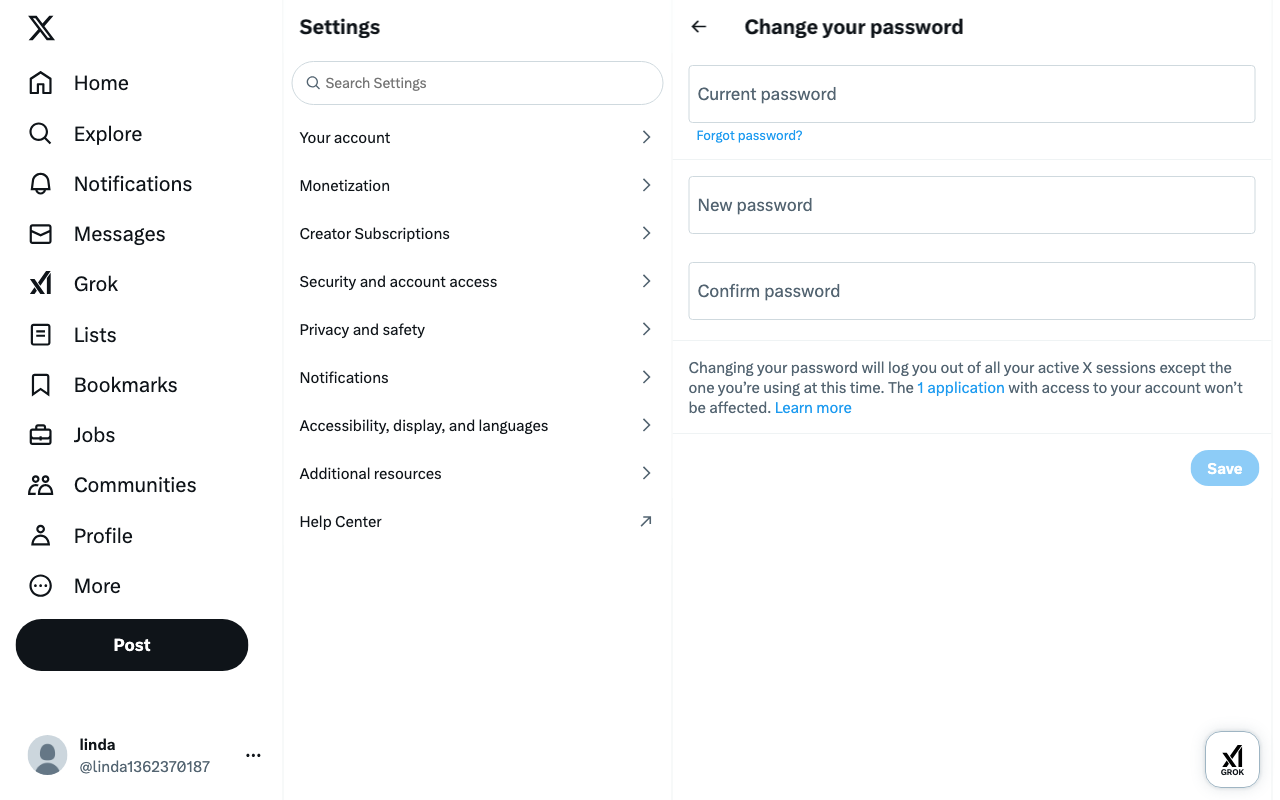 Home
Explore
Notifications
Messages
Grok
Lists
Bookmarks
Jobs
Communities
Profile
More
Post
linda
@linda1362370187
Settings
Search Settings
Your account
Monetization
Creator Subscriptions
Security and account access
Privacy and safety
Notifications
Accessibility, display, and languages
Additional resources
Help Center
Change your password
Current password
Forgot password?
New password
Confirm password
Changing your password will log you out of all your active X sessions except the
one you’re using at this time. The 1 application with access to your account won’t
be affected. Learn more
Save
GROK